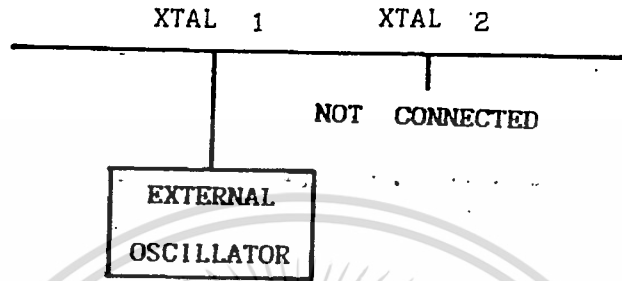 XTAL 1 XTAL 2
NOT CONNECTED
EXTERNAL
OSCILLATOR